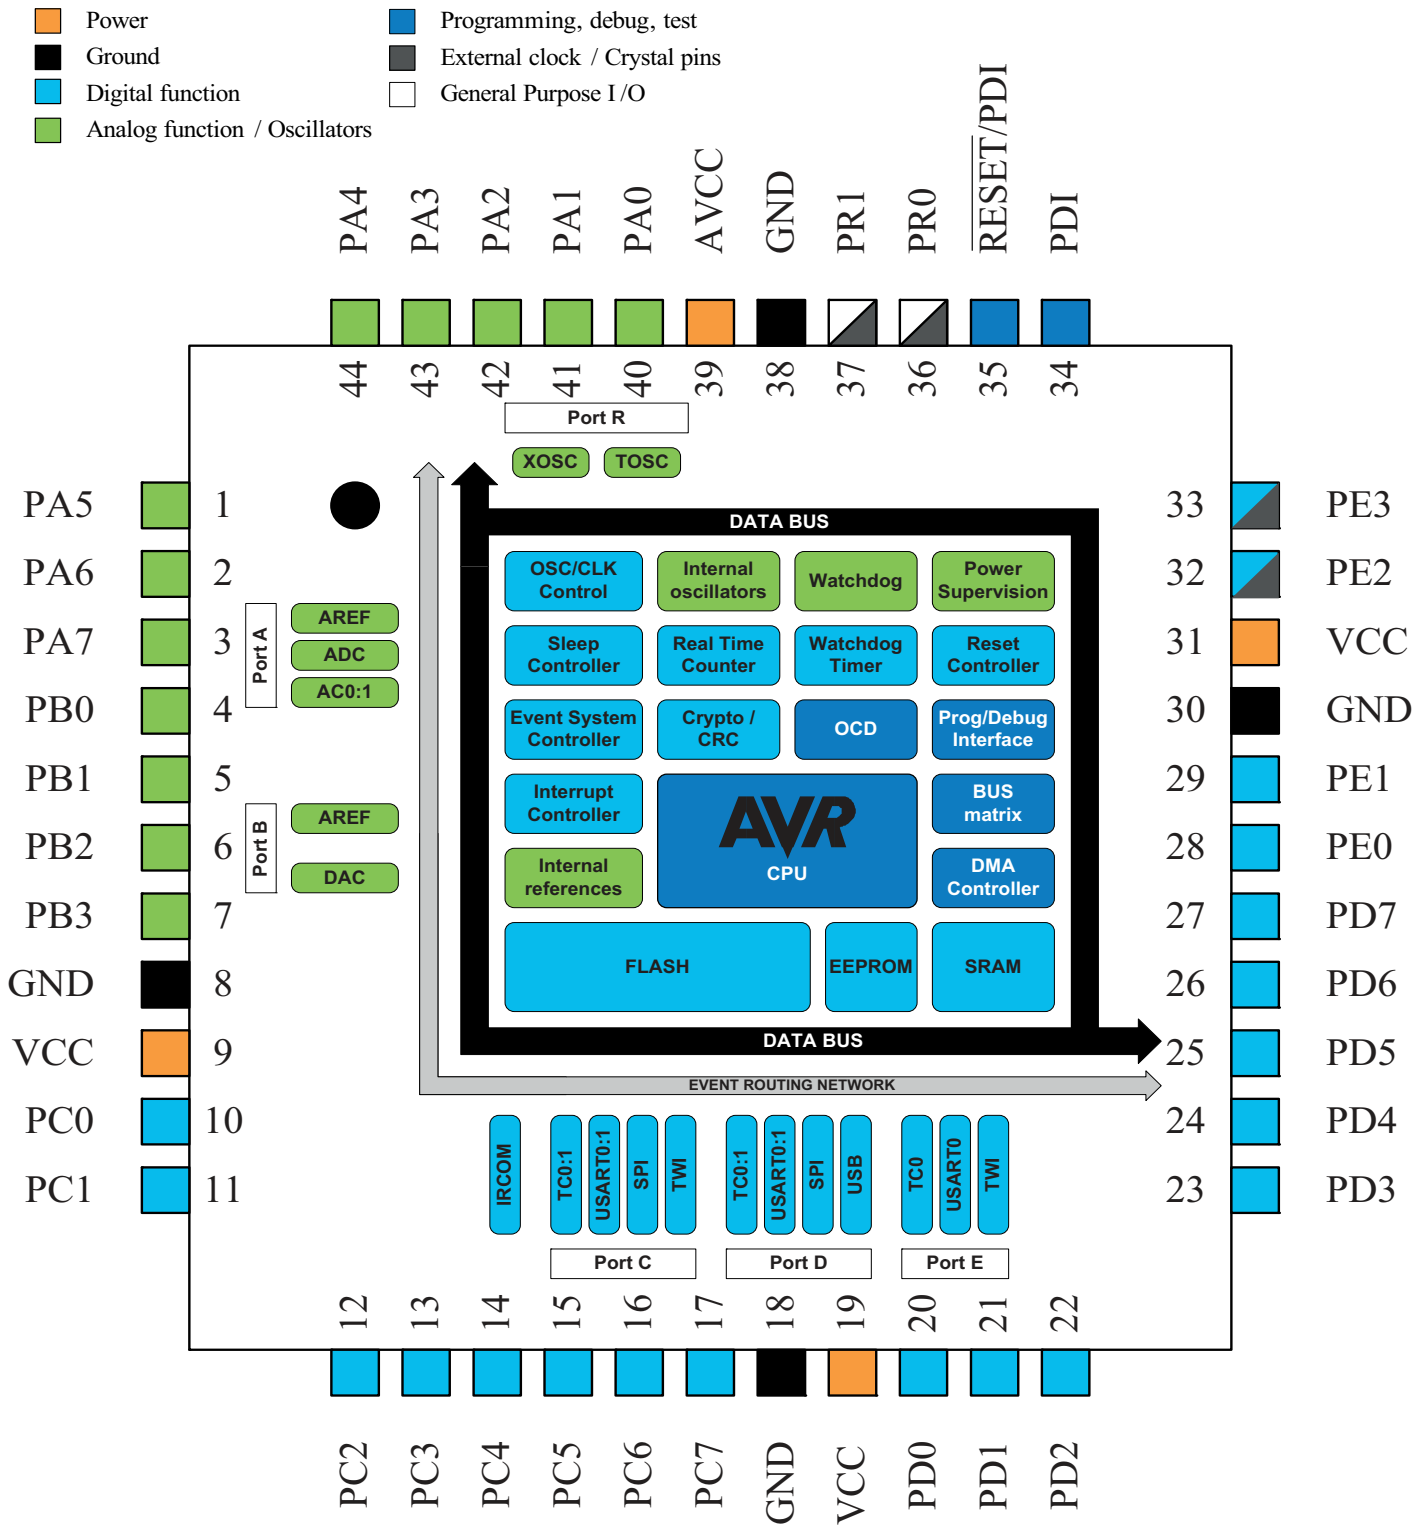 Power
Ground
Digital function
Analog function / Oscillators
Programming, debug, test
External clock / Crystal pins
General Purpose I /O
PA4
PA3
PA2
PA1
PA0
AVCC
GND
PR1
PR0
RESET/PDI
PDI
44
43
42
41
40
39
38
37
36
35
34
Port R
XOSC
TOSC
PA5
1
PA6
2
PA7
3
PB0
4
PB1
5
PB2
6
PB3
7
GND
8
VCC
9
PC0
10
PC1
11
Port A
AREF
ADC
AC0:1
Port B
AREF
DAC
DATA BUS
OSC/CLK
Control
Internal
oscillators
Watchdog
Power
Supervision
Sleep
Controller
Real Time
Counter
Watchdog
Timer
Reset
Controller
Event System
Controller
Crypto /
CRC
OCD
Prog/Debug
Interface
Interrupt
Controller
AVR
CPU
BUS
matrix
Internal
references
DMA
Controller
FLASH
EEPROM
SRAM
DATA BUS
EVENT ROUTING NETWORK
33
PE3
32
PE2
31
VCC
30
GND
29
PE1
28
PE0
27
PD7
26
PD6
25
PD5
24
PD4
23
PD3
IRCOM
TC0:1
USART0:1
SPI
TWI
TC0:1
USART0:1
SPI
USB
TC0
USART0
TWI
Port C
Port D
Port E
12
13
14
15
16
17
18
19
20
21
22
PC2
PC3
PC4
PC5
PC6
PC7
GND
VCC
PD0
PD1
PD2